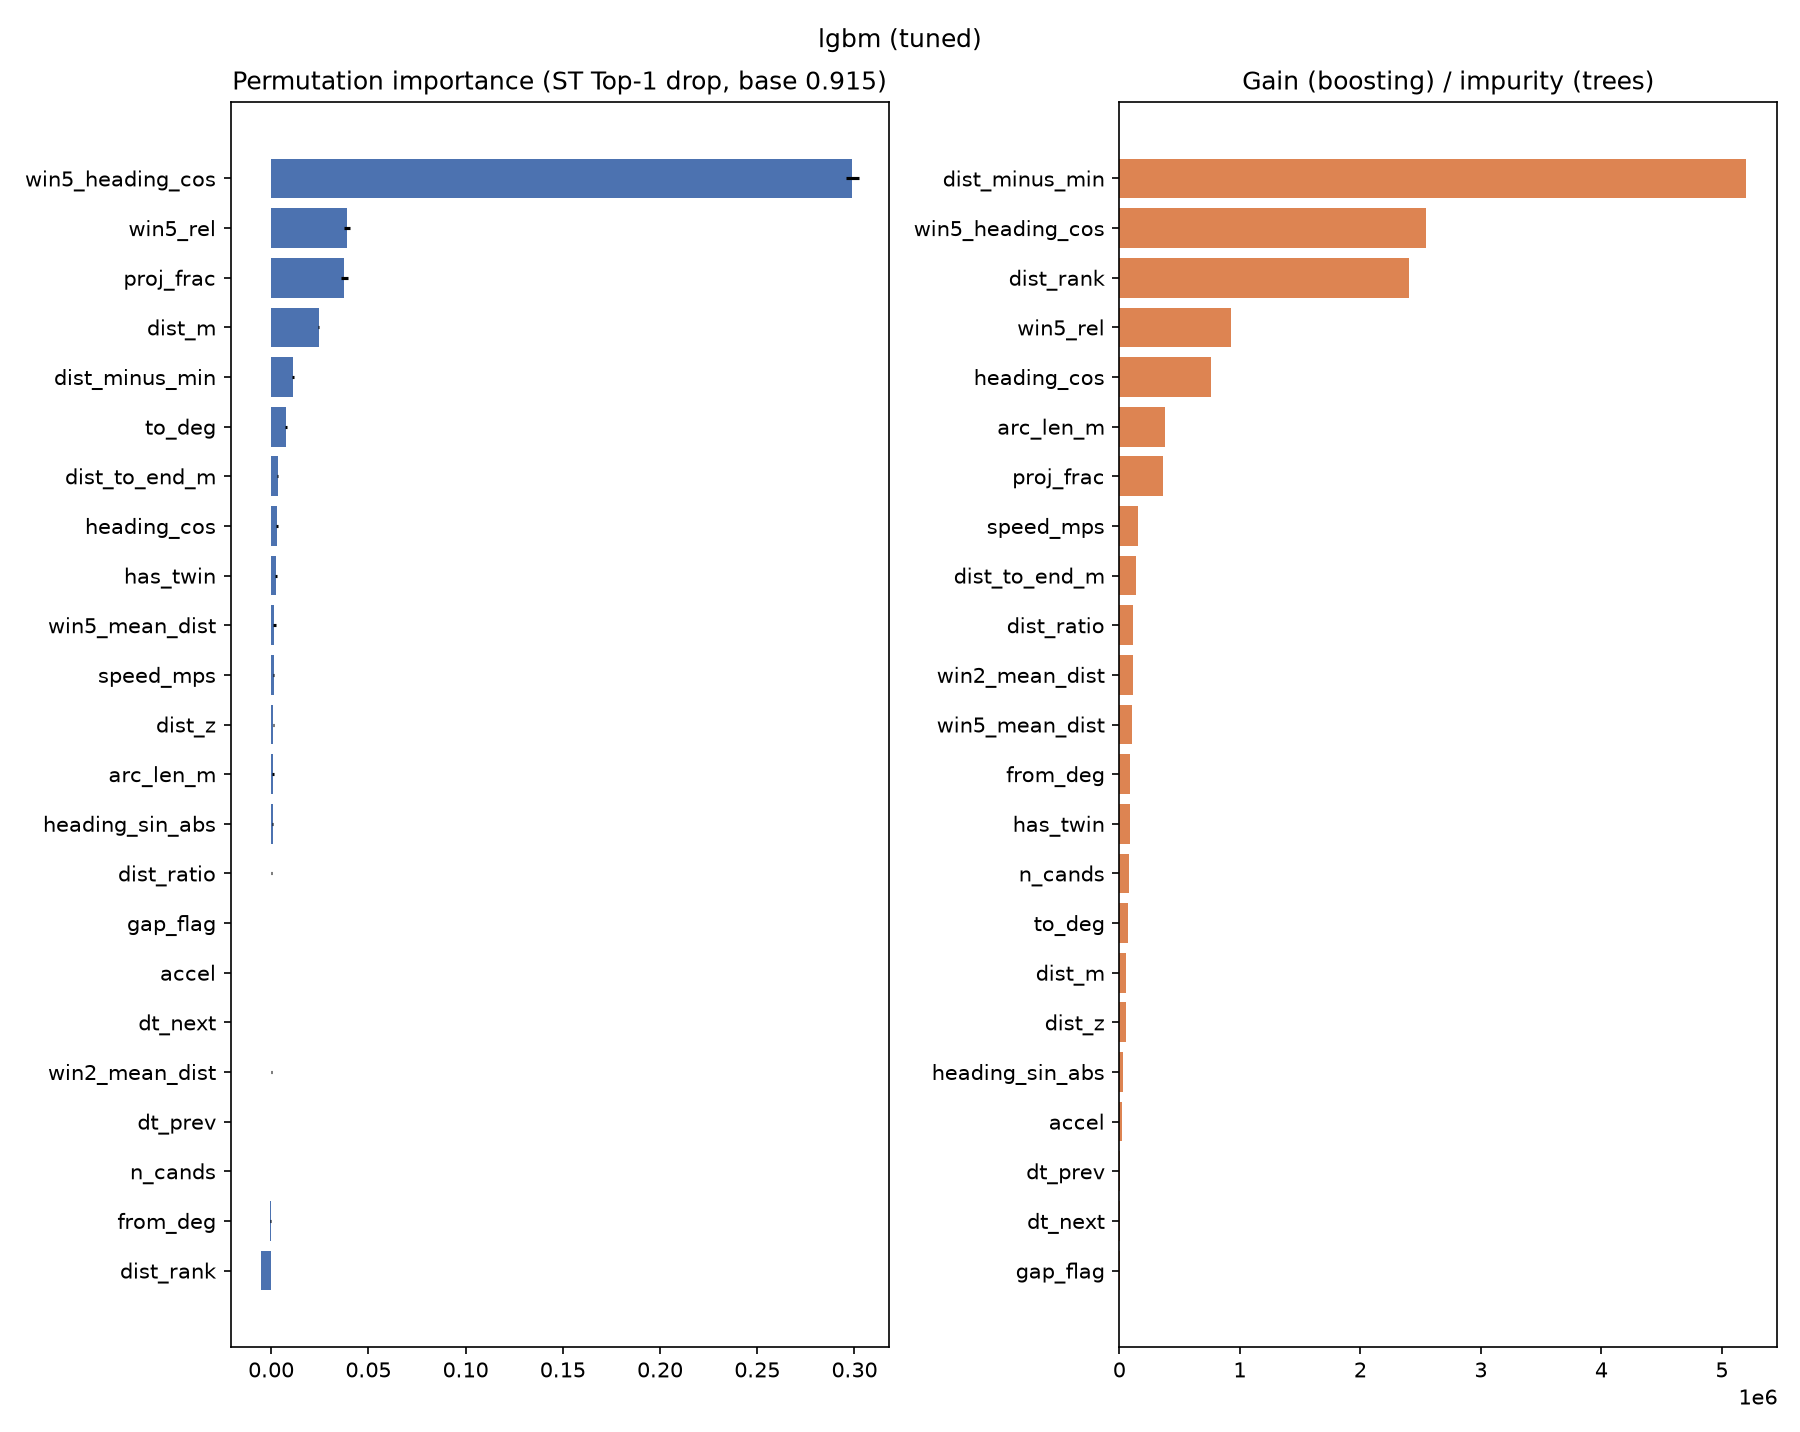 lgbm (tuned)
Permutation importance (ST Top-1 drop, base 0.915)
win5_heading_cos
win5_rel
proj_frac
dist_m
dist_minus_min
to_deg
dist_to_end_m
heading_cos
has_twin
win5_mean_dist
speed_mps
dist_z
arc_len_m
heading_sin_abs
dist_ratio
gap_flag
accel
dt_next
win2_mean_dist
dt_prev
n_cands
from_deg
dist_rank
0.00 0.05 0.10 0.15 0.20 0.25 0.30
Gain (boosting) / impurity (trees)
dist_minus_min
win5_heading_cos
dist_rank
win5_rel
heading_cos
arc_len_m
proj_frac
speed_mps
dist_to_end_m
dist_ratio
win2_mean_dist
win5_mean_dist
from_deg
has_twin
n_cands
to_deg
dist_m
dist_z
heading_sin_abs
accel
dt_prev
dt_next
gap_flag
0 1 2 3 4 5
1e6